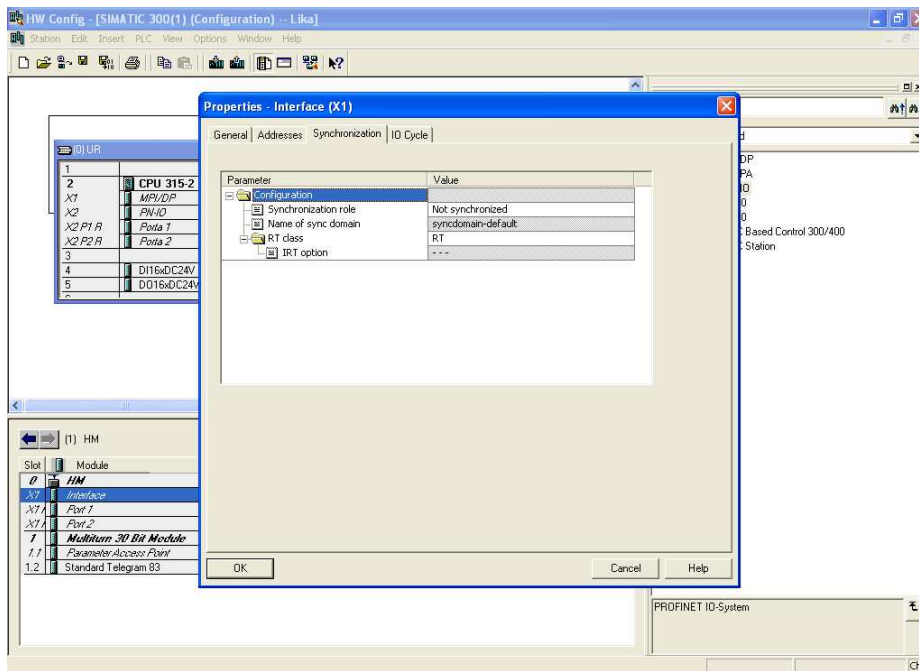 HW Config - [SIMATIC 300(1) (Configuration) -- Lika]
Station Edit Insert PLC View Options Window Help
Properties - Interface (X1)
General Addresses Synchronization IO Cycle
Parameter Value
Configuration
Synchronization role Not synchronized
Name of sync domain syncdomain-default
RT class RT
IRT option - - -
OK Cancel Help
(0) UR
1
2 CPU 315-2
X1 MPI/DP
X2 PN-IO
X2 P1 R Porta 1
X2 P2 R Porta 2
3
4 DI16xDC24V
5 DO16xDC24V
DP
PA
IO
0
0
Based Control 300/400
Station
(1) HM
Slot Module
0 HM
X1 Interface
X1 Port 1
X1 Port 2
1 Multiturn 30 Bit Module
1.1 Parameter Access Point
1.2 Standard Telegram 83
PROFINET IO-System